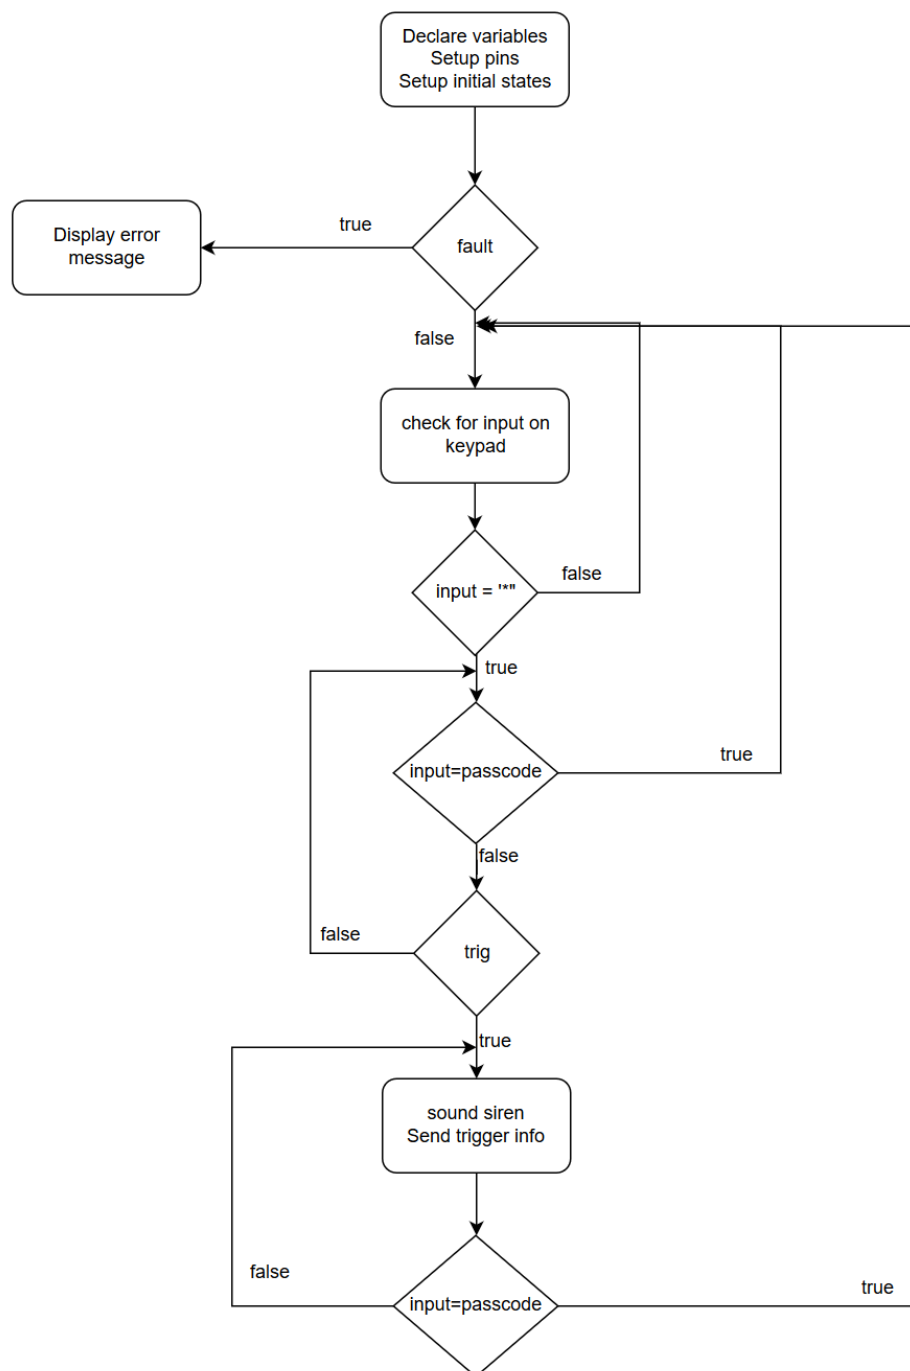 Declare variables
Setup pins
Setup initial states
true
fault
Display error
message
false
check for input on
keypad
input = '*"
false
true
input=passcode
true
false
false
trig
true
sound siren
Send trigger info
false
input=passcode
true